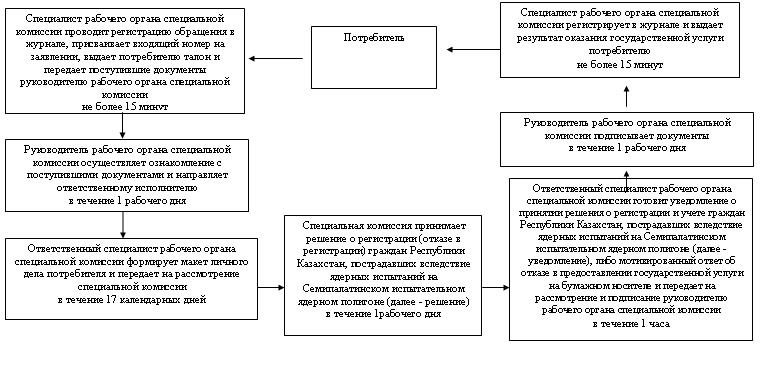 Специалист рабочего органа специальной
комиссии проводит регистрацию обращения в
журнале, присваивает входящий номер на
заявлении, выдает потребителю талон и
передает поступившие документы
руководителю рабочего органа специальной
комиссии
не более 15 минут
Потребитель
Специалист рабочего органа специальной
комиссии регистрирует в журнале и выдает
результат оказания государственной услуги
потребителю
не более 15 минут
Руководитель рабочего органа специальной
комиссии подписывает документы
в течение 1 рабочего дня
Руководитель рабочего органа специальной
комиссии осуществляет ознакомление с
поступившими документами и направляет
ответственному исполнителю
в течение 1 рабочего дня
Ответственный специалист рабочего органа
специальной комиссии формирует макет личного
дела потребителя и передает на рассмотрение
специальной комиссии
в течение 17 календарных дней
Специальная комиссия принимает
решение о регистрации (отказе в
регистрации) граждан Республики
Казахстан, пострадавших вследствие
ядерных испытаний на
Семипалатинском испытательном
ядерном полигоне (далее - решение)
в течение 1рабочего дня
Ответственный специалист рабочего органа
специальной комиссии готовит уведомление о
принятии решения о регистрации и учете граждан
Республики Казахстан, пострадавших вследствие
ядерных испытаний на Семипалатинском
испытательном ядерном полигоне (далее -
уведомление), либо мотивированный ответ об
отказе в предоставлении государственной услуги
на бумажном носителе и передает на
рассмотрение и подписание руководителю
рабочего органа специальной комиссии
в течение 1 часа